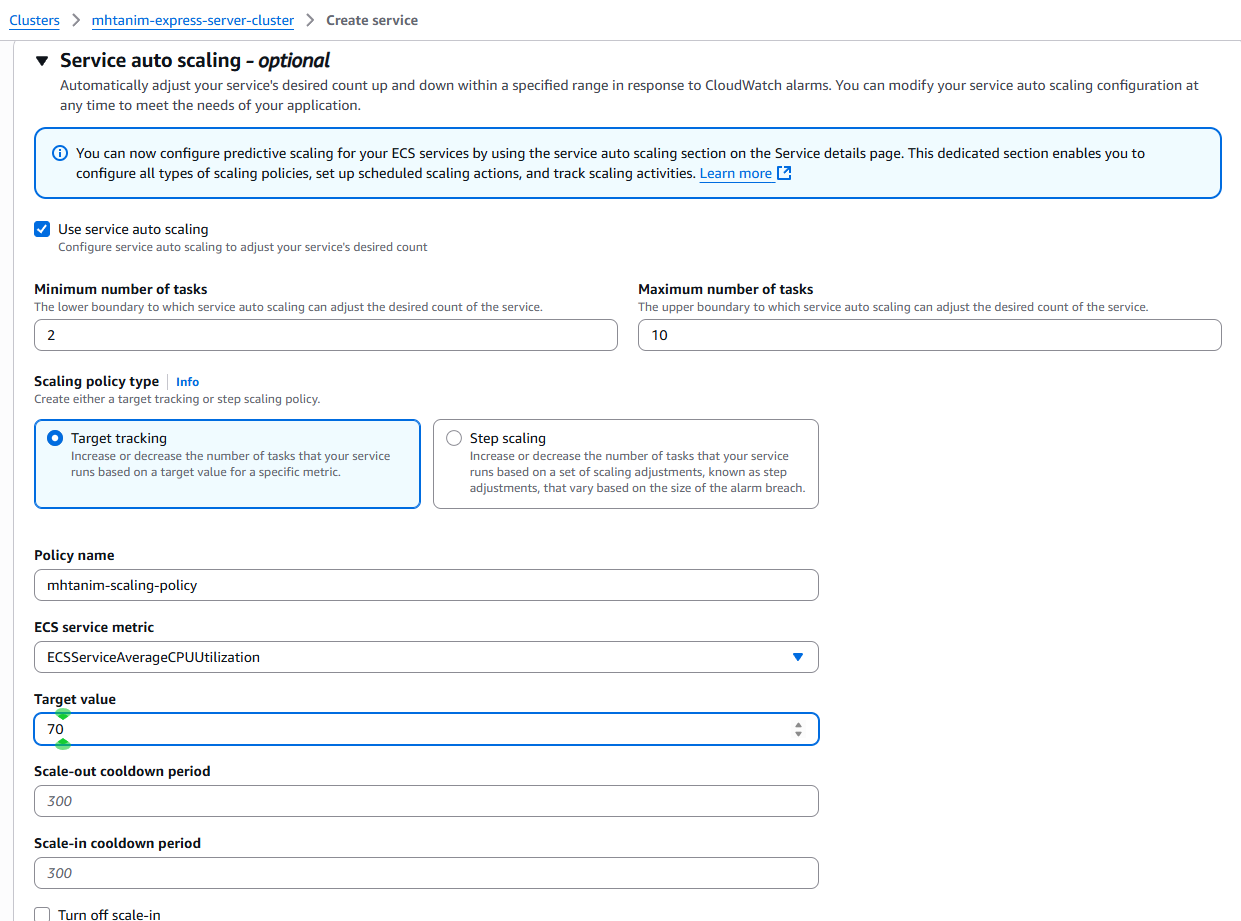 Clusters > mhtanim-express-server-cluster > Create service
Service auto scaling - optional
Automatically adjust your service's desired count up and down within a specified range in response to CloudWatch alarms. You can modify your service auto scaling configuration at
any time to meet the needs of your application.
You can now configure predictive scaling for your ECS services by using the service auto scaling section on the Service details page. This dedicated section enables you to
configure all types of scaling policies, set up scheduled scaling actions, and track scaling activities. Learn more
Use service auto scaling
Configure service auto scaling to adjust your service's desired count
Minimum number of tasks
The lower boundary to which service auto scaling can adjust the desired count of the service.
2
Maximum number of tasks
The upper boundary to which service auto scaling can adjust the desired count of the service.
10
Scaling policy type | Info
Create either a target tracking or step scaling policy.
Target tracking
Increase or decrease the number of tasks that your service
runs based on a target value for a specific metric.
Step scaling
Increase or decrease the number of tasks that your service
runs based on a set of scaling adjustments, known as step
adjustments, that vary based on the size of the alarm breach.
Policy name
mhtanim-scaling-policy
ECS service metric
ECSServiceAverageCPUUtilization
Target value
70
Scale-out cooldown period
300
Scale-in cooldown period
300
Turn off scale-in